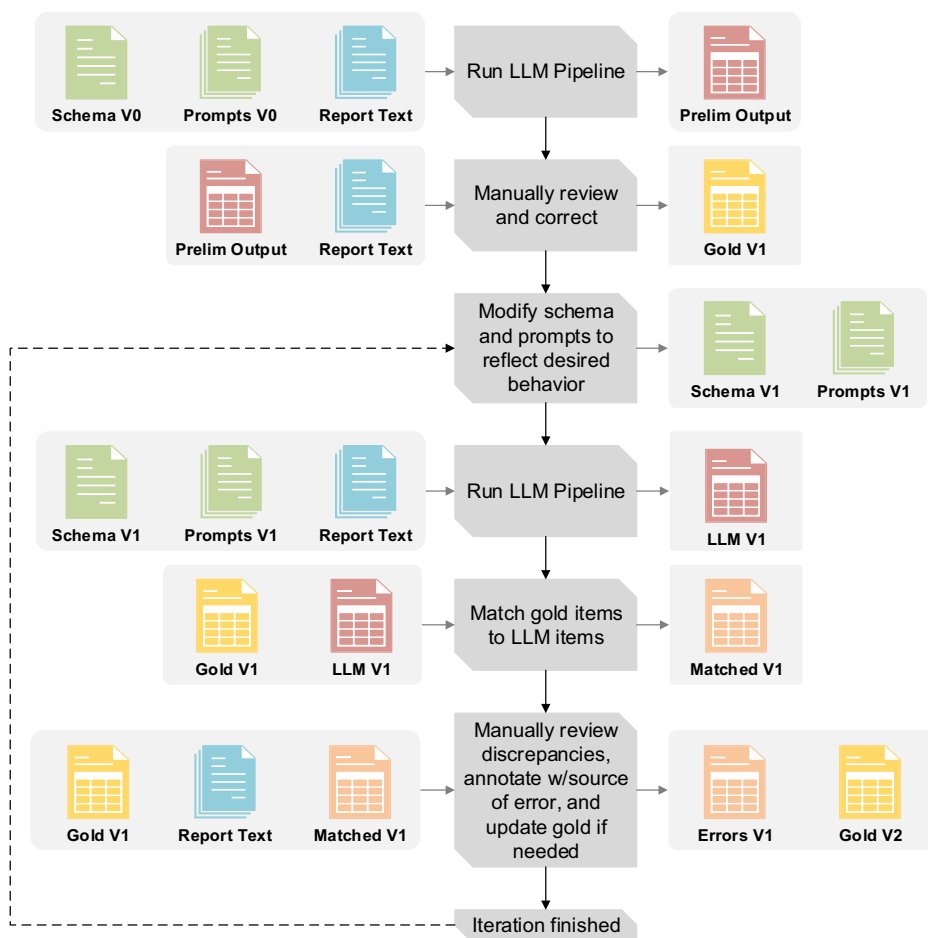 Schema V0
Prompts V0
Report Text
Run LLM Pipeline
Prelim Output
Prelim Output
Report Text
Manually review
and correct
Gold V1
Modify schema
and prompts to
reflect desired
behavior
Schema V1
Prompts V1
Schema V1
Prompts V1
Report Text
Run LLM Pipeline
LLM V1
Gold V1
LLM V1
Match gold items
to LLM items
Matched V1
Gold V1
Report Text
Matched V1
Manually review
discrepancies,
annotate w/source
of error, and
update gold if
needed
Errors V1
Gold V2
Iteration finished